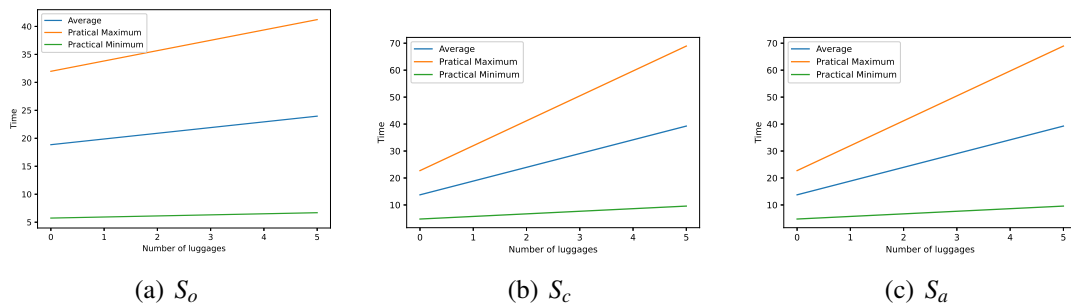 Average
Pratical Maximum
Practical Minimum
40
35
30
25
20
15
10
5
Time
0 1 2 3 4 5
Number of luggages
(a) S_o
Average
Pratical Maximum
Practical Minimum
70
60
50
40
30
20
10
Time
0 1 2 3 4 5
Number of luggages
(b) S_c
Average
Pratical Maximum
Practical Minimum
70
60
50
40
30
20
10
Time
0 1 2 3 4 5
Number of luggages
(c) S_a